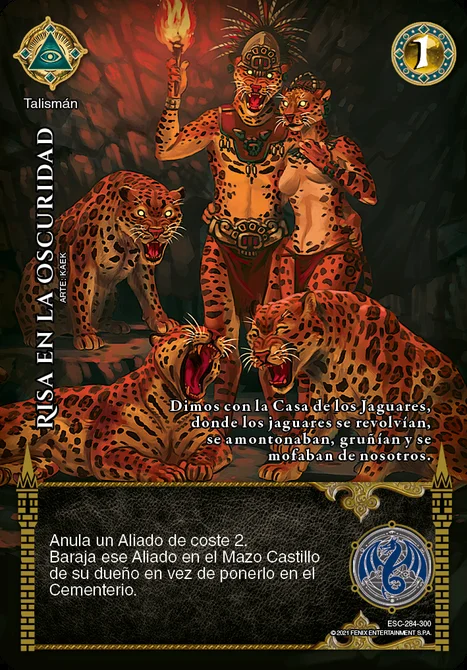 1
Talismán
Risa en la Oscuridad
ARTE: KAEK
Dimos con la Casa de los Jaguares,
donde los jaguares se revolvían,
se amontonaban, gruñían y se
mofaban de nosotros.
Anula un Aliado de coste 2.
Baraja ese Aliado en el Mazo Castillo
de su dueño en vez de ponerlo en el
Cementerio.
ESC-284-300
©2021 FENIX ENTERTAINMENT S.P.A.